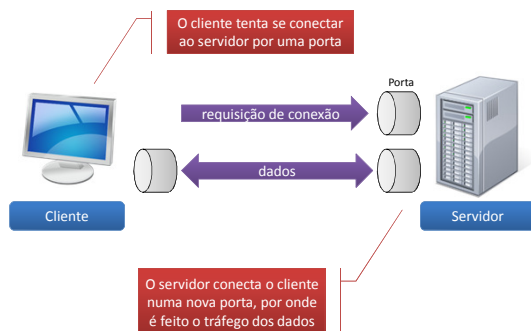 O cliente tenta se conectar
ao servidor por uma porta
Porta
requisição de conexão
dados
Cliente
Servidor
O servidor conecta o cliente
numa nova porta, por onde
é feito o tráfego dos dados